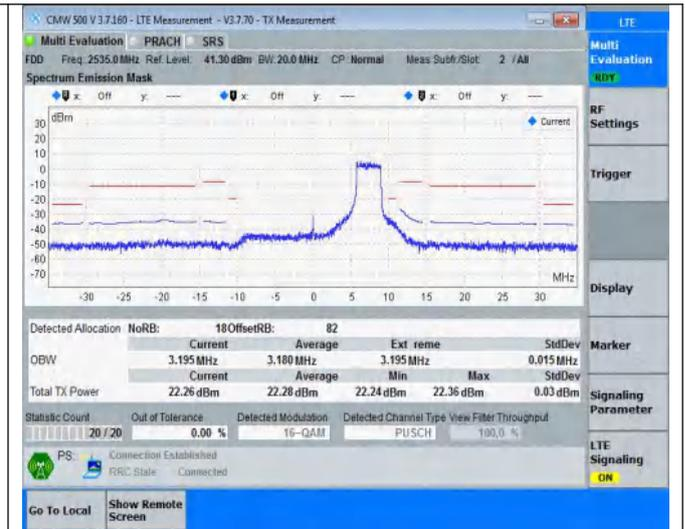 CMW 500 V 3.7.160 - LTE Measurement - V3.7.70 - TX Measurement
LTE
Multi Evaluation PRACH SRS
FDD Freq.:2535.0 MHz Ref. Level: 41.30 dBm BW: 20.0 MHz CP: Normal Meas Subfr./Slot: 2 / All
Spectrum Emission Mask
x: Off y: --- x: Off y: --- x: Off y: ---
dBm
Current
30
20
10
0
-10
-20
-30
-40
-50
-60
-70
MHz
-30 -25 -20 -15 -10 -5 0 5 10 15 20 25 30
Detected Allocation NoRB: 18 OffsetRB: 82
Current Average Ext reme StdDev
OBW 3.195 MHz 3.180 MHz 3.195 MHz 0.015 MHz
Current Average Min Max StdDev
Total TX Power 22.26 dBm 22.28 dBm 22.24 dBm 22.36 dBm 0.03 dBm
Statistic Count Out of Tolerance Detected Modulation Detected Channel Type View Filter Throughput
20 / 20 0.00 % 16-QAM PUSCH 100.0 %
PS: Connection Established
RRC State Connected
Multi
Evaluation
RDY
RF
Settings
Trigger
Display
Marker
Signaling
Parameter
LTE
Signaling
ON
Go To Local
Show Remote
Screen